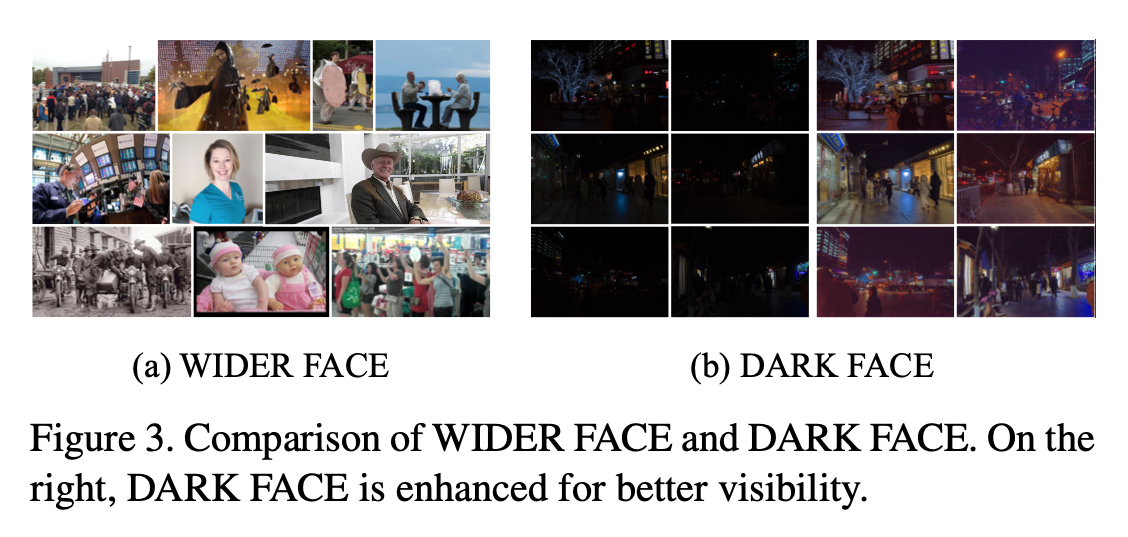 (a) WIDER FACE
(b) DARK FACE
Figure 3. Comparison of WIDER FACE and DARK FACE. On the
right, DARK FACE is enhanced for better visibility.